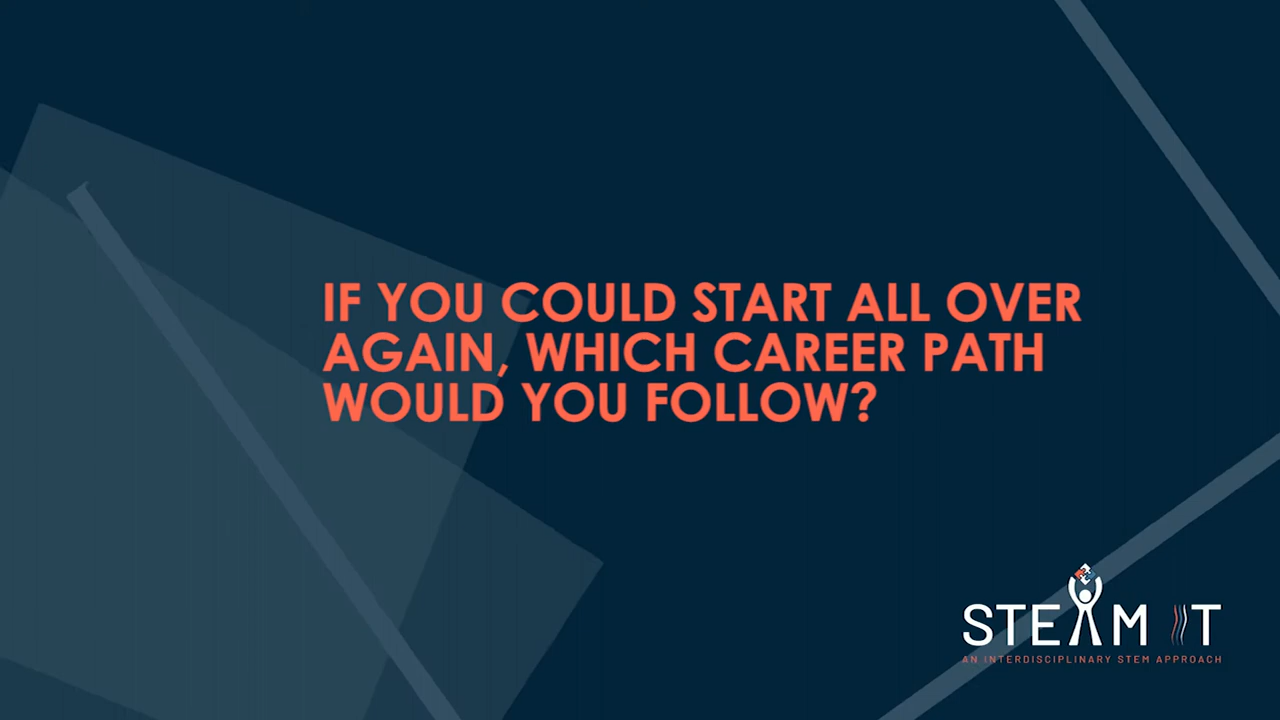 IF YOU COULD START ALL OVER
AGAIN, WHICH CAREER PATH
WOULD YOU FOLLOW?
STEAM IT
AN INTERDISCIPLINARY STEM APPROACH